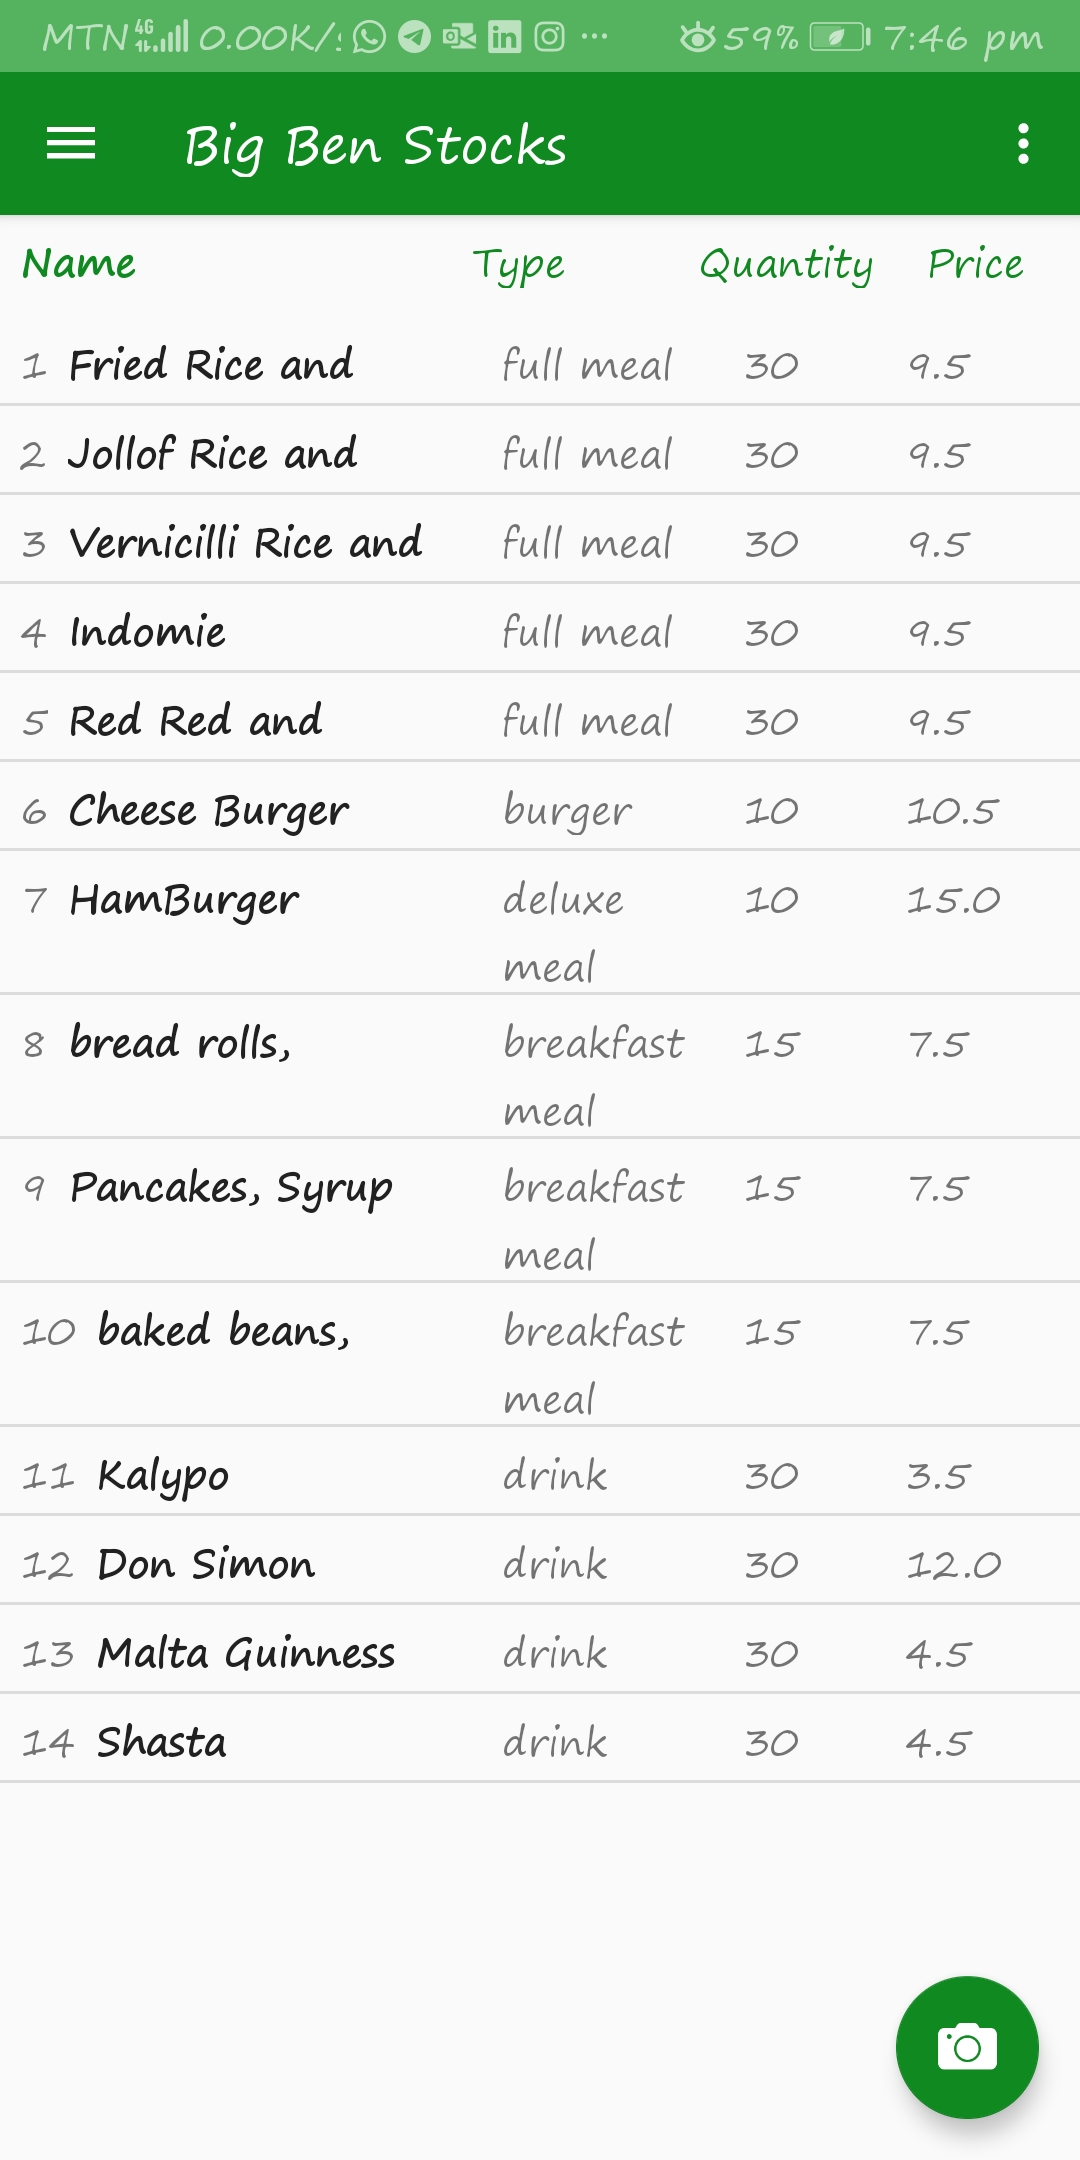 MTN 4G 0.00K/s 59% 7:46 pm
Big Ben Stocks
Name Type Quantity Price
1 Fried Rice and full meal 30 9.5
2 Jollof Rice and full meal 30 9.5
3 Vernicilli Rice and full meal 30 9.5
4 Indomie full meal 30 9.5
5 Red Red and full meal 30 9.5
6 Cheese Burger burger 10 10.5
7 HamBurger deluxe 10 15.0
meal
8 bread rolls, breakfast 15 7.5
meal
9 Pancakes, Syrup breakfast 15 7.5
meal
10 baked beans, breakfast 15 7.5
meal
11 Kalypo drink 30 3.5
12 Don Simon drink 30 12.0
13 Malta Guinness drink 30 4.5
14 Shasta drink 30 4.5